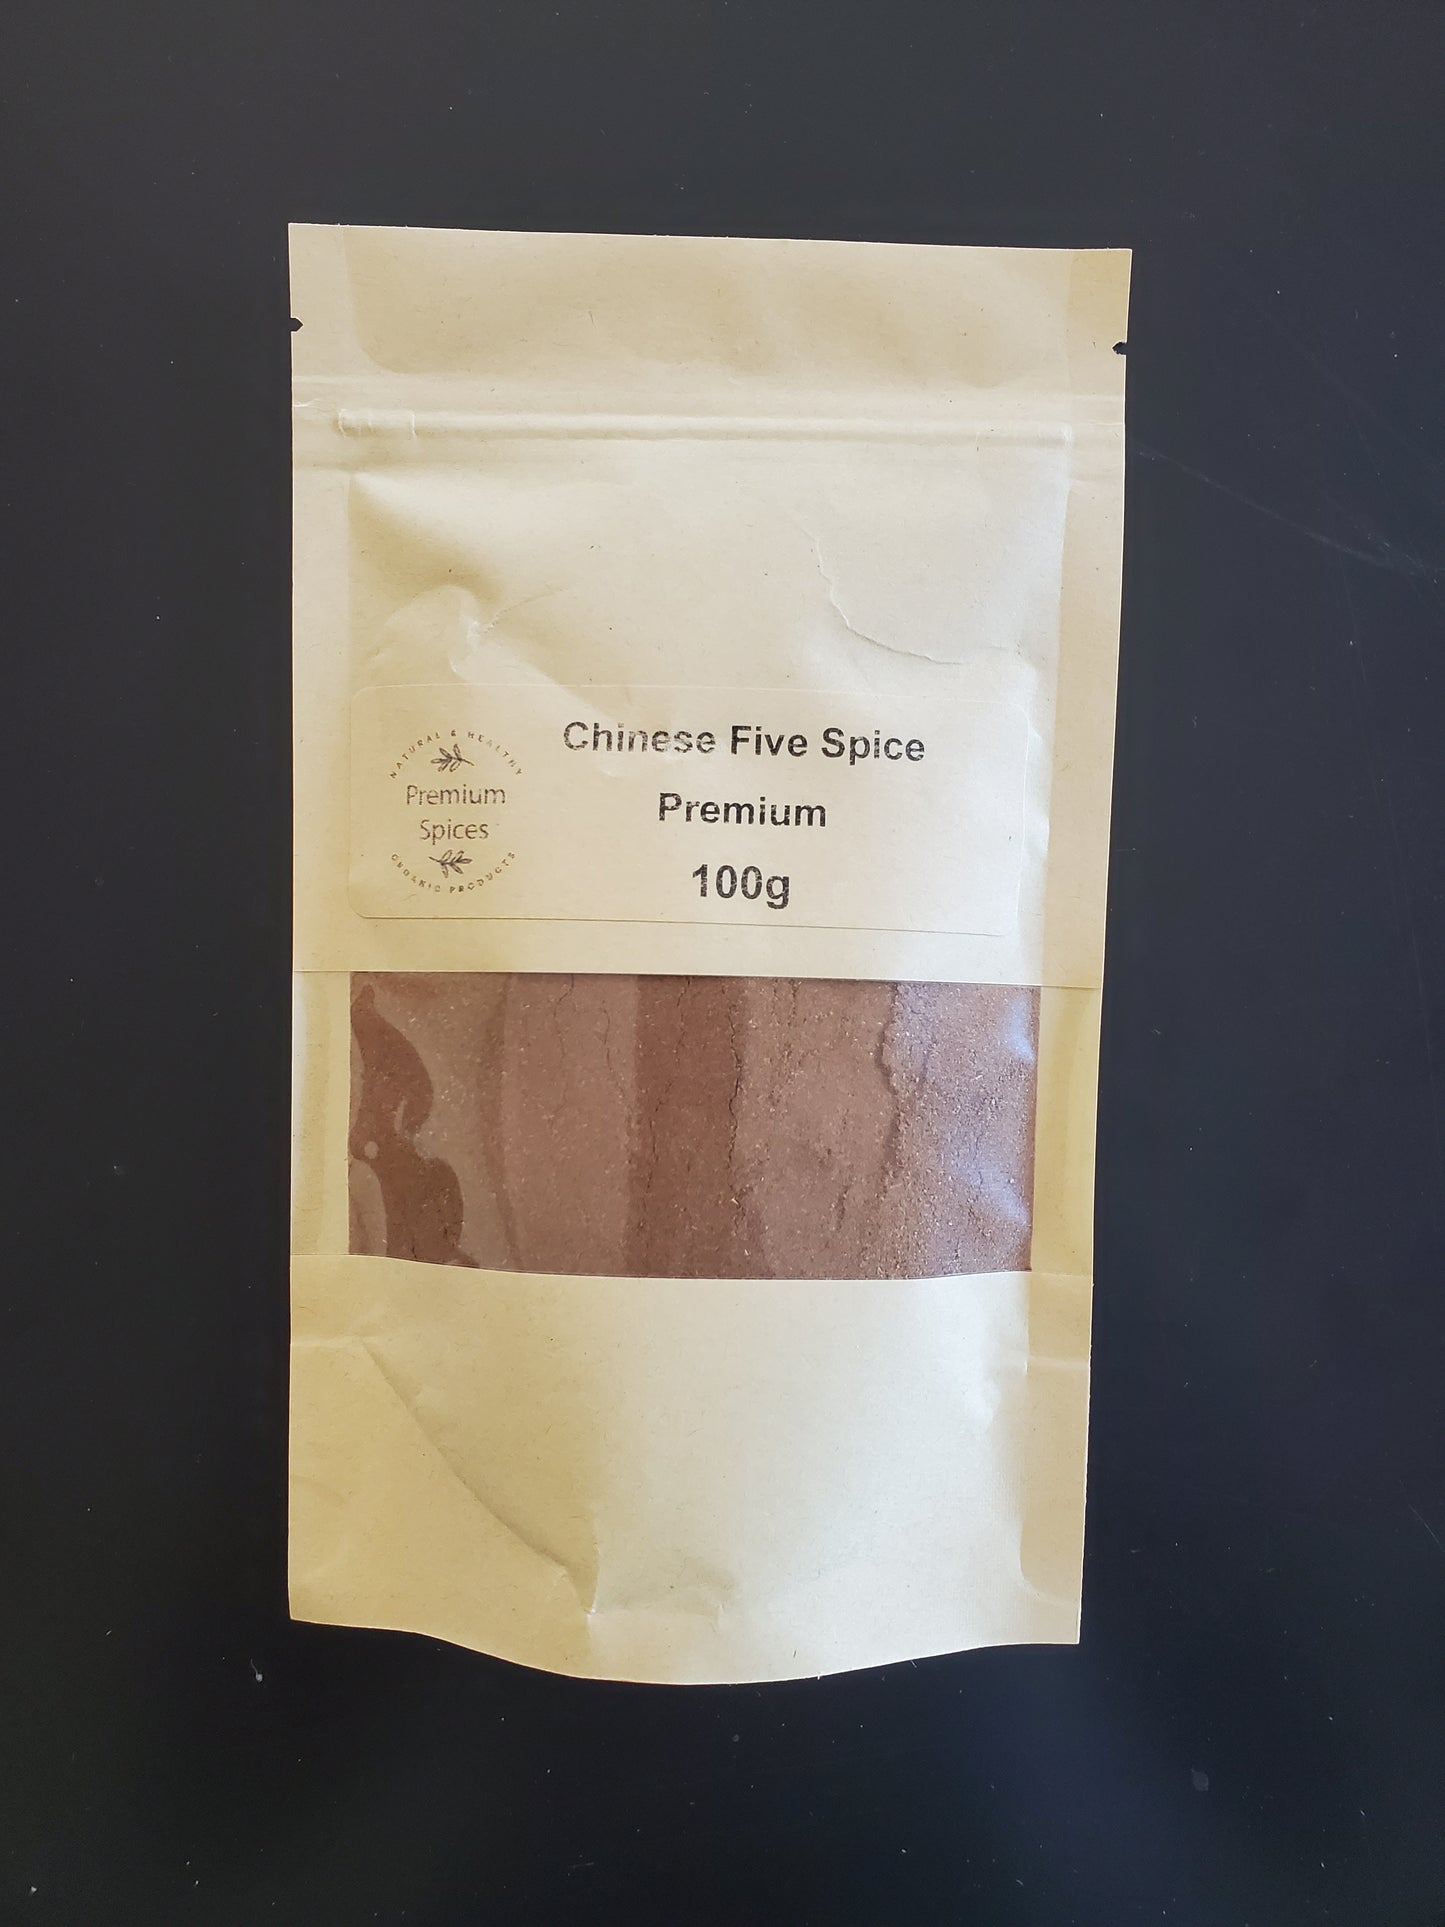 NATURAL & HEALTHY
Premium
Spices
ORGANIC PRODUCTS
Chinese Five Spice
Premium
100g